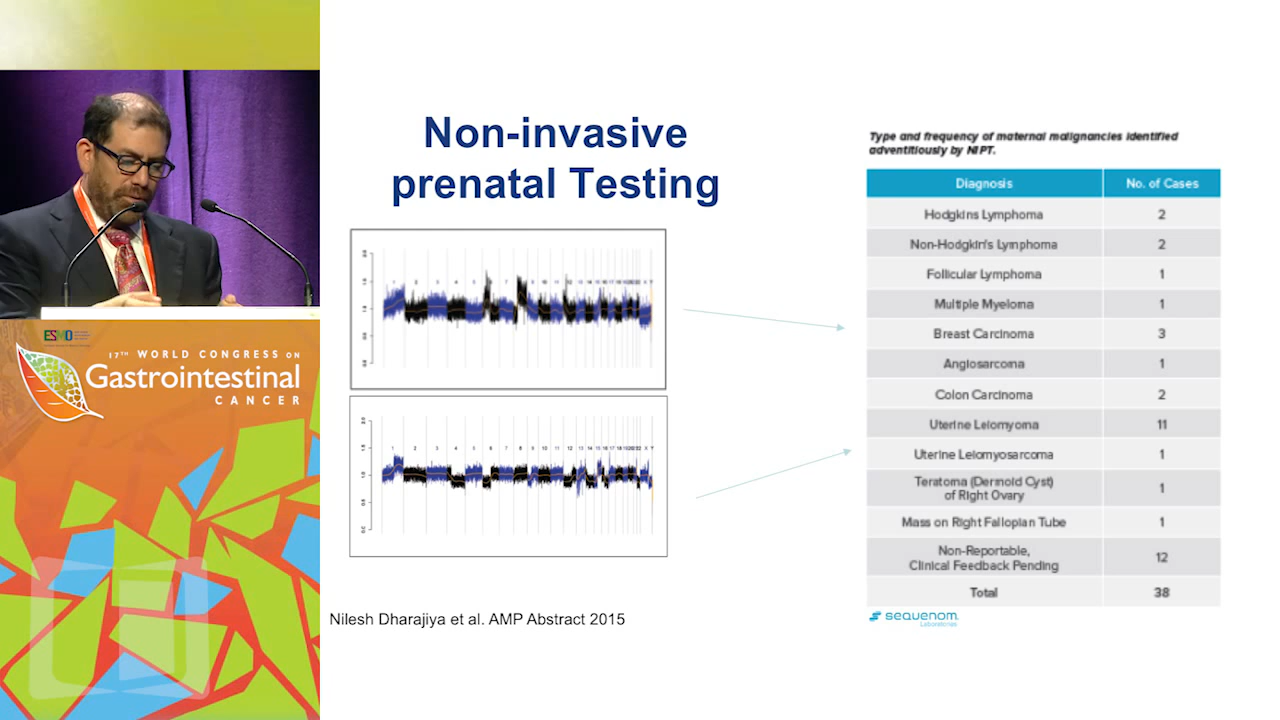 ESMO
17TH WORLD CONGRESS ON
Gastrointestinal
CANCER
Non-invasive
prenatal Testing
Nilesh Dharajiya et al. AMP Abstract 2015
Type and frequency of maternal malignancies identified
adventitiously by NIPT.
Diagnosis No. of Cases
Hodgkins Lymphoma 2
Non-Hodgkin's Lymphoma 2
Follicular Lymphoma 1
Multiple Myeloma 1
Breast Carcinoma 3
Angiosarcoma 1
Colon Carcinoma 2
Uterine Leiomyoma 11
Uterine Leiomyosarcoma 1
Teratoma (Dermoid Cyst)
of Right Ovary 1
Mass on Right Fallopian Tube 1
Non-Reportable,
Clinical Feedback Pending 12
Total 38
sequenom
Laboratories